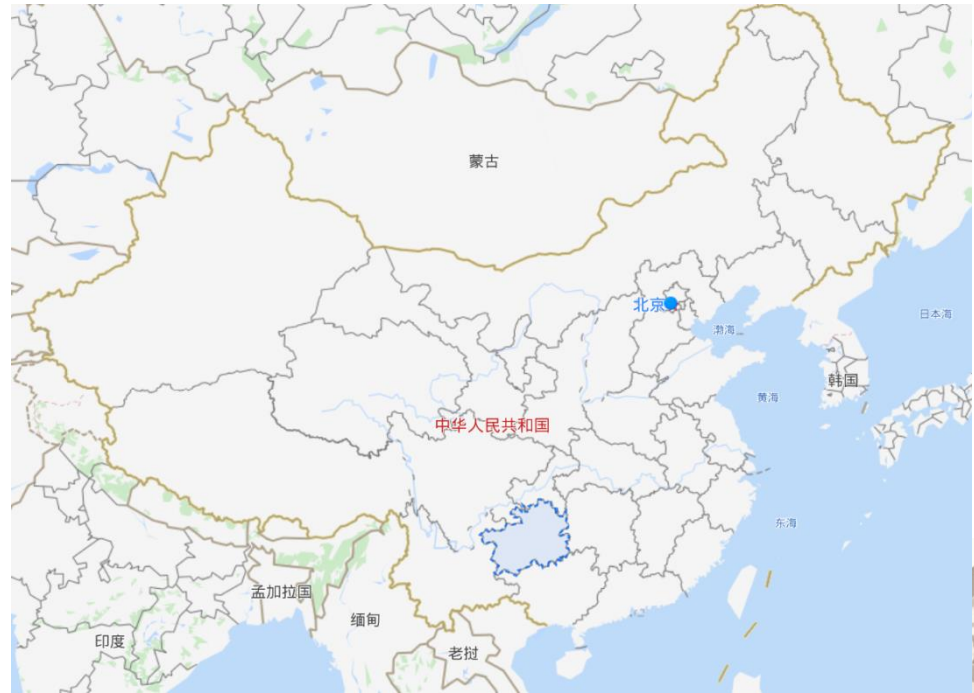 蒙古
北京
日本海
渤海
韩国
黄海
中华人民共和国
东海
孟加拉国
缅甸
印度
老挝